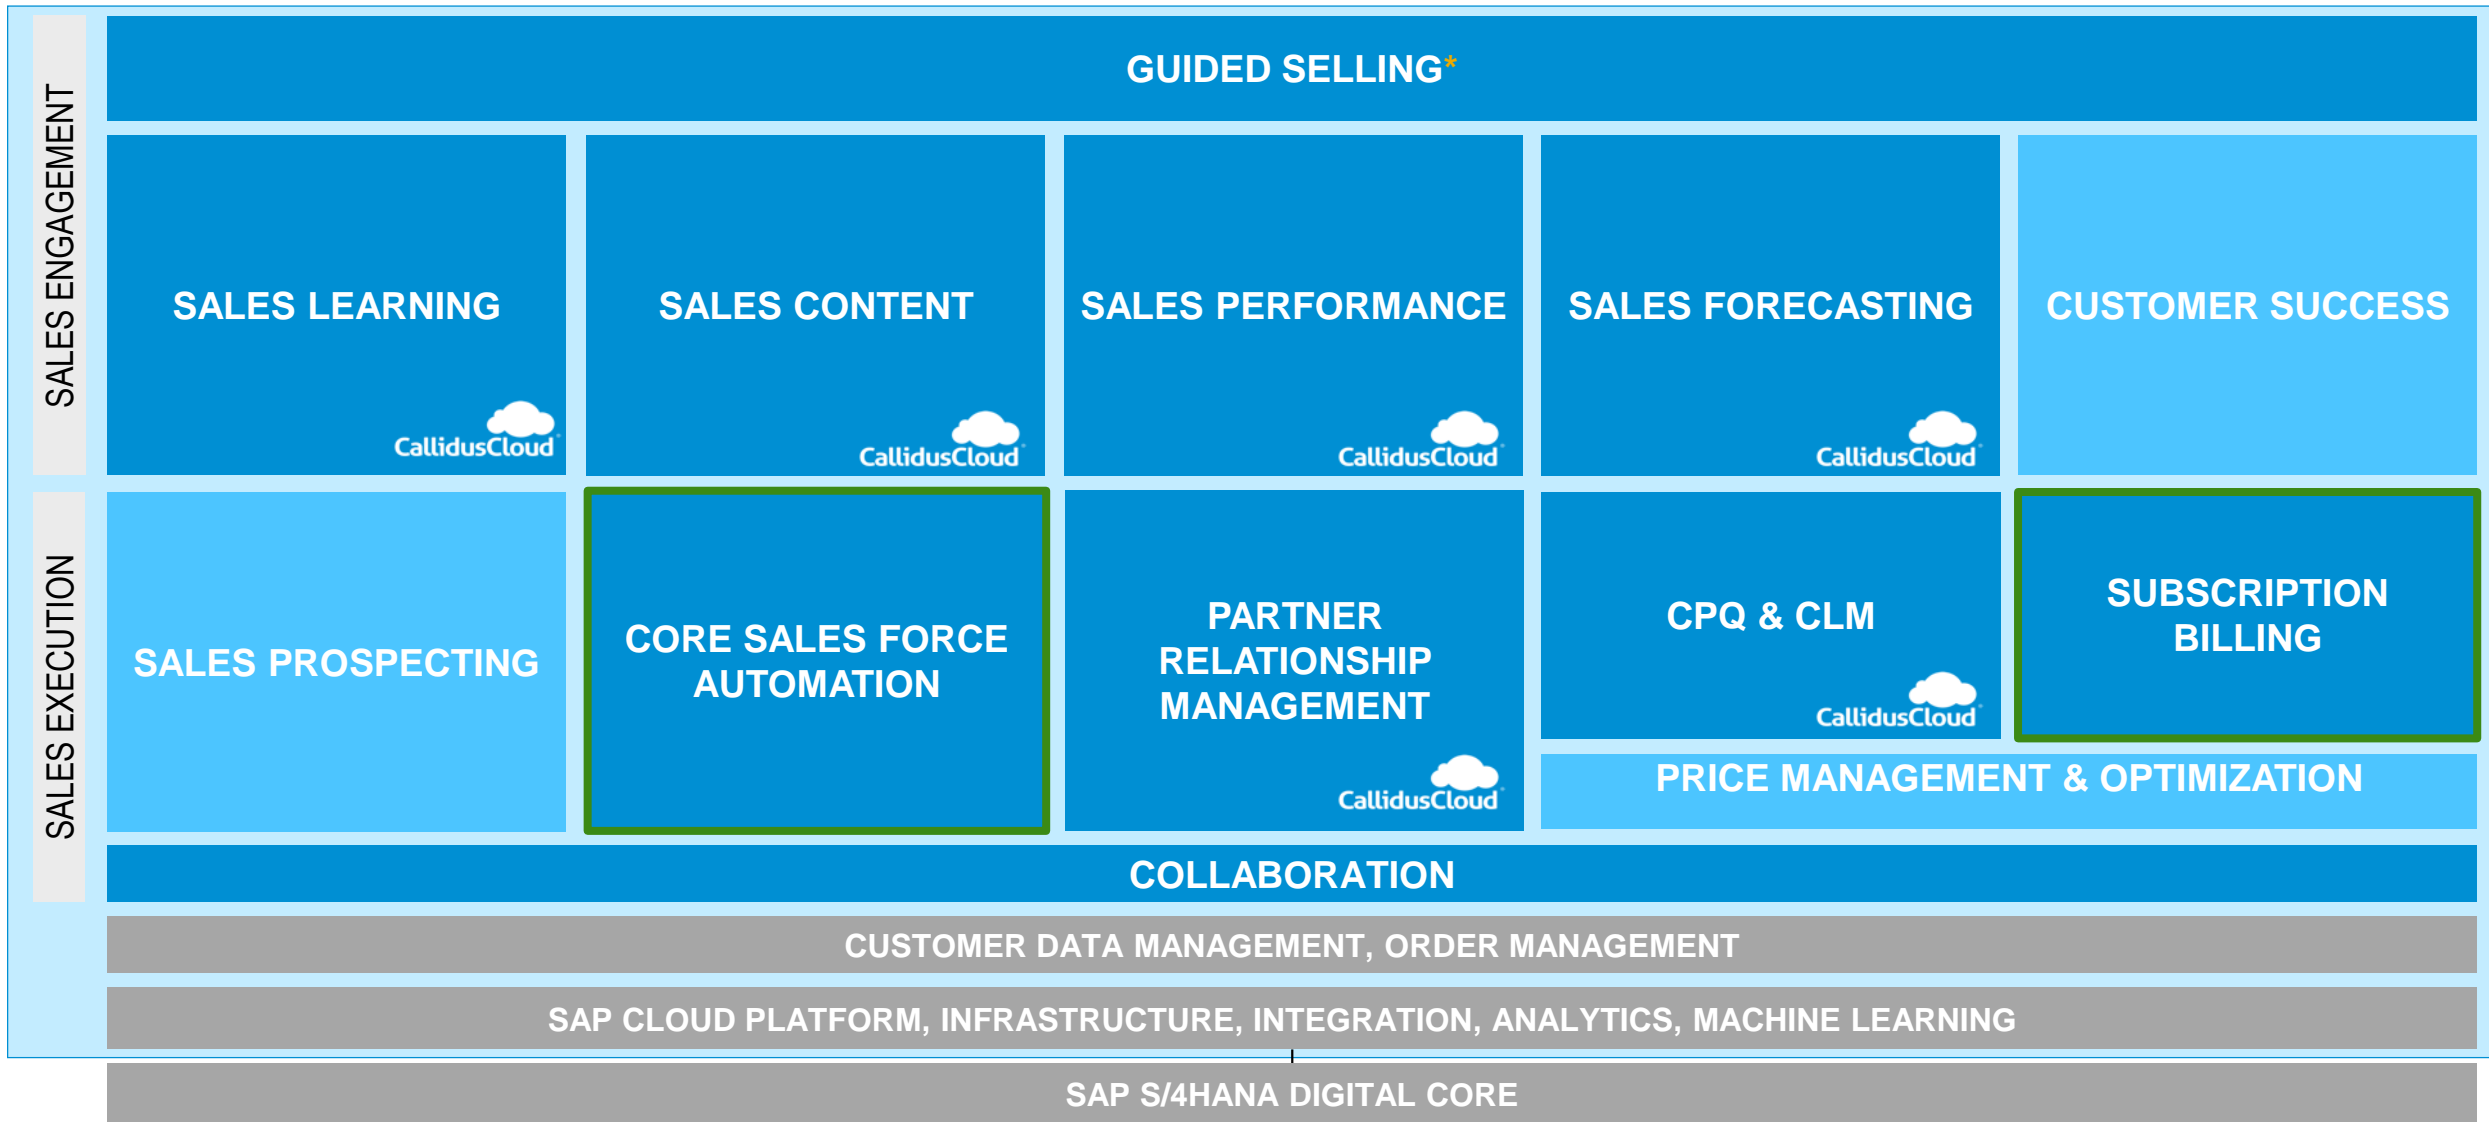 SALES ENGAGEMENT
GUIDED SELLING*
SALES LEARNING
CallidusCloud
SALES CONTENT
CallidusCloud
SALES PERFORMANCE
CallidusCloud
SALES FORECASTING
CallidusCloud
CUSTOMER SUCCESS
SALES EXECUTION
SALES PROSPECTING
CORE SALES FORCE
AUTOMATION
PARTNER
RELATIONSHIP
MANAGEMENT
CallidusCloud
CPQ & CLM
CallidusCloud
SUBSCRIPTION
BILLING
PRICE MANAGEMENT & OPTIMIZATION
COLLABORATION
CUSTOMER DATA MANAGEMENT, ORDER MANAGEMENT
SAP CLOUD PLATFORM, INFRASTRUCTURE, INTEGRATION, ANALYTICS, MACHINE LEARNING
SAP S/4HANA DIGITAL CORE